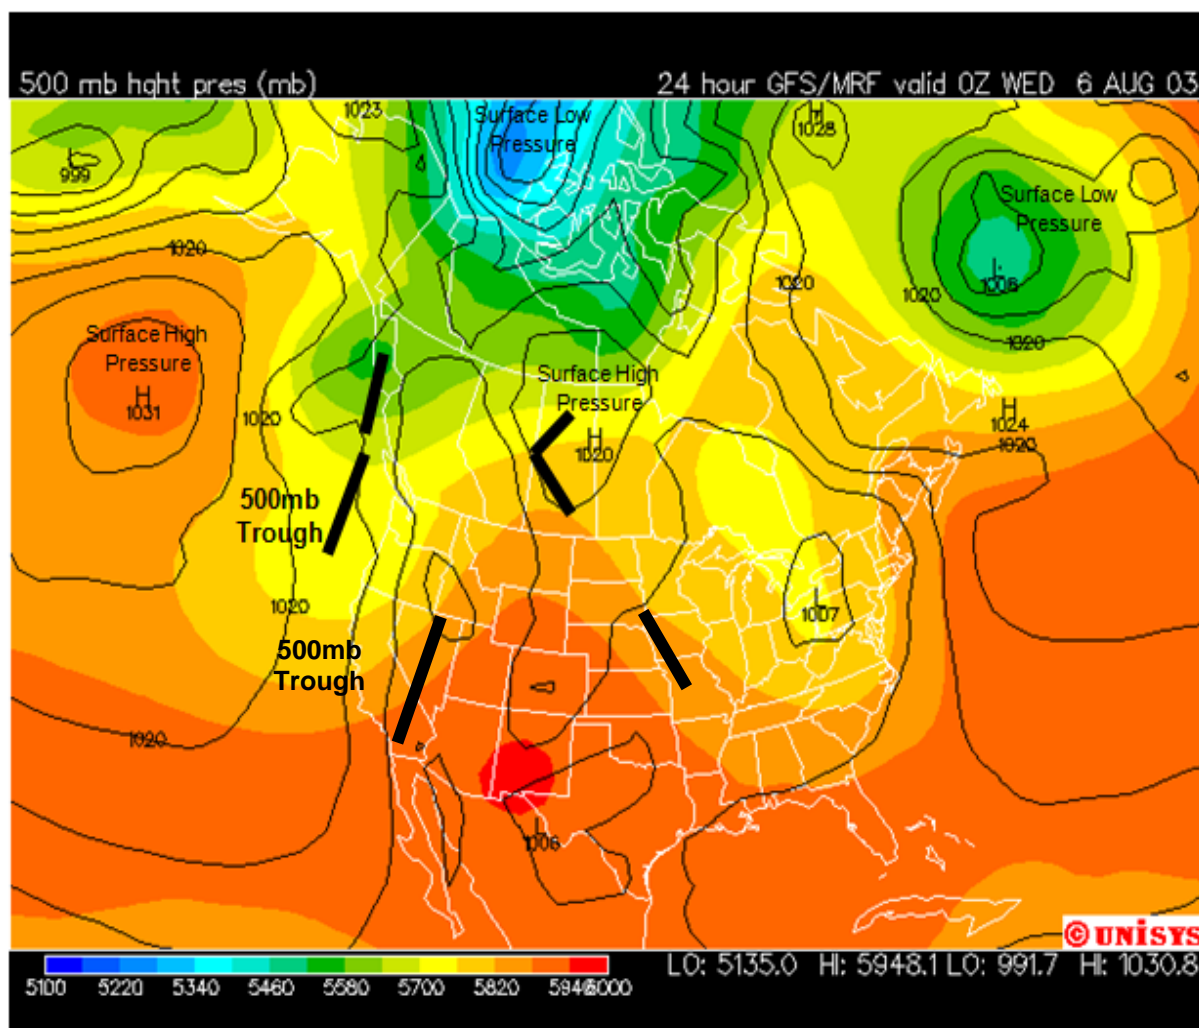 500 mb hght pres (mb)
24 hour GFS/MRF valid 0Z WED 6 AUG 03
1023
Surface Low
Pressure
H
1028
L
999
Surface Low
Pressure
1020
1020
L
1008
1020
Surface High
Pressure
H
1031
1020
Surface High
Pressure
1020
H
1024
1020
1020
H
1020
500mb
Trough
1020
L
1007
500mb
Trough
1020
L
1006
© UNISYS
5100 5220 5340 5460 5580 5700 5820 5946 6000
LO: 5135.0 HI: 5948.1 LO: 991.7 HI: 1030.8